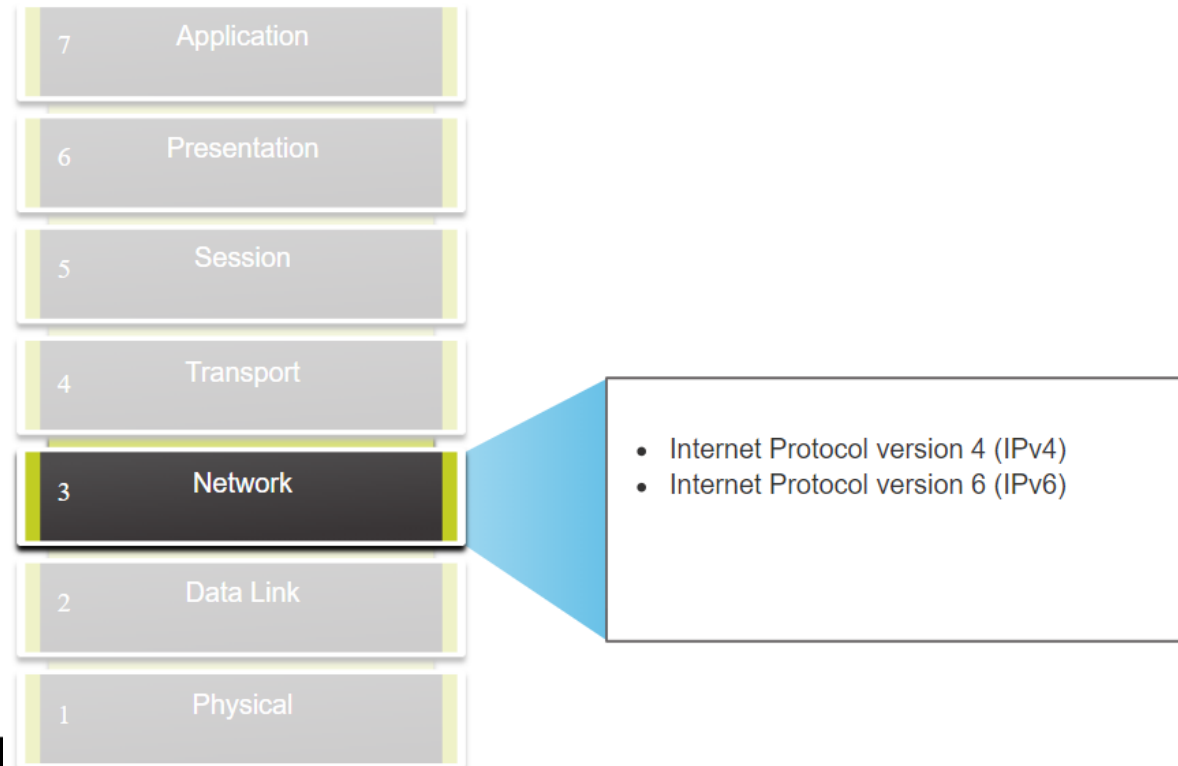 7 Application
6 Presentation
5 Session
4 Transport
3 Network
• Internet Protocol version 4 (IPv4)
• Internet Protocol version 6 (IPv6)
2 Data Link
1 Physical